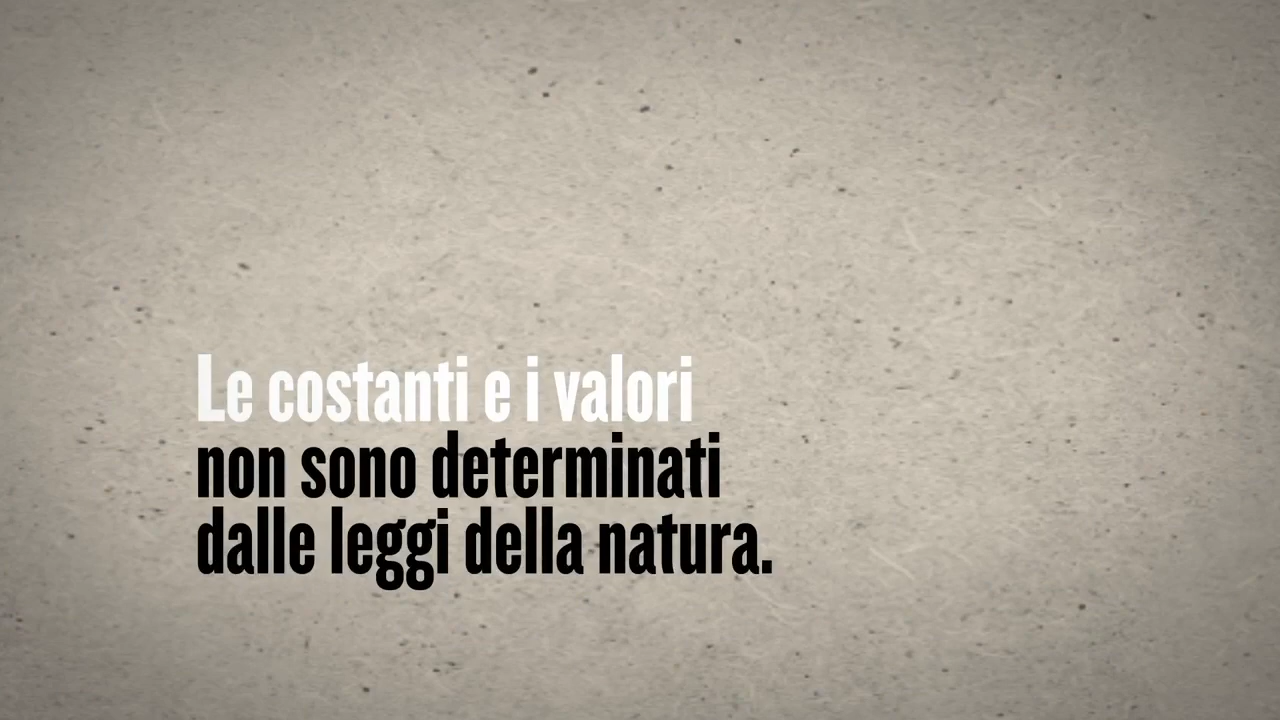 Le costanti e i valori
non sono determinati
dalle leggi della natura.